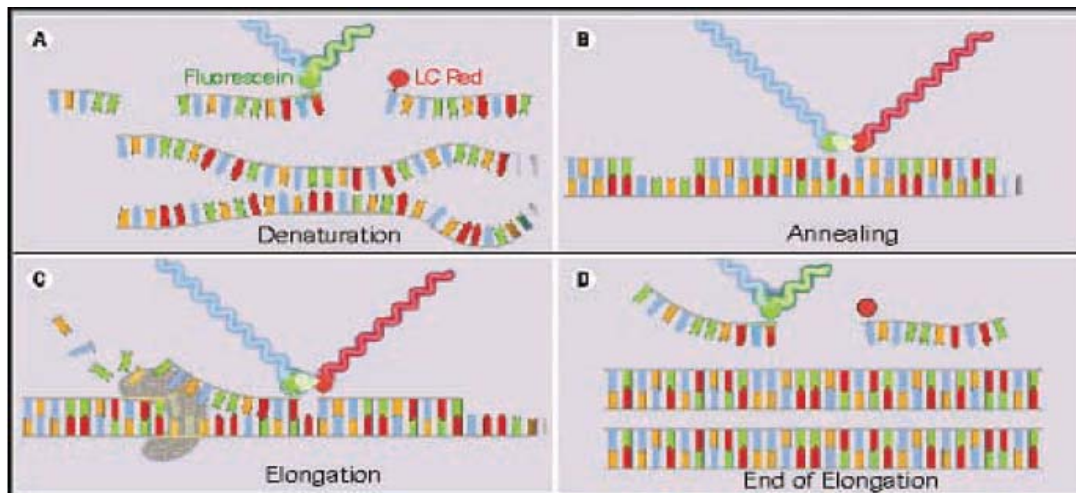 A
Fluorescein
LC Red
Denaturation
B
Annealing
C
Elongation
D
End of Elongation